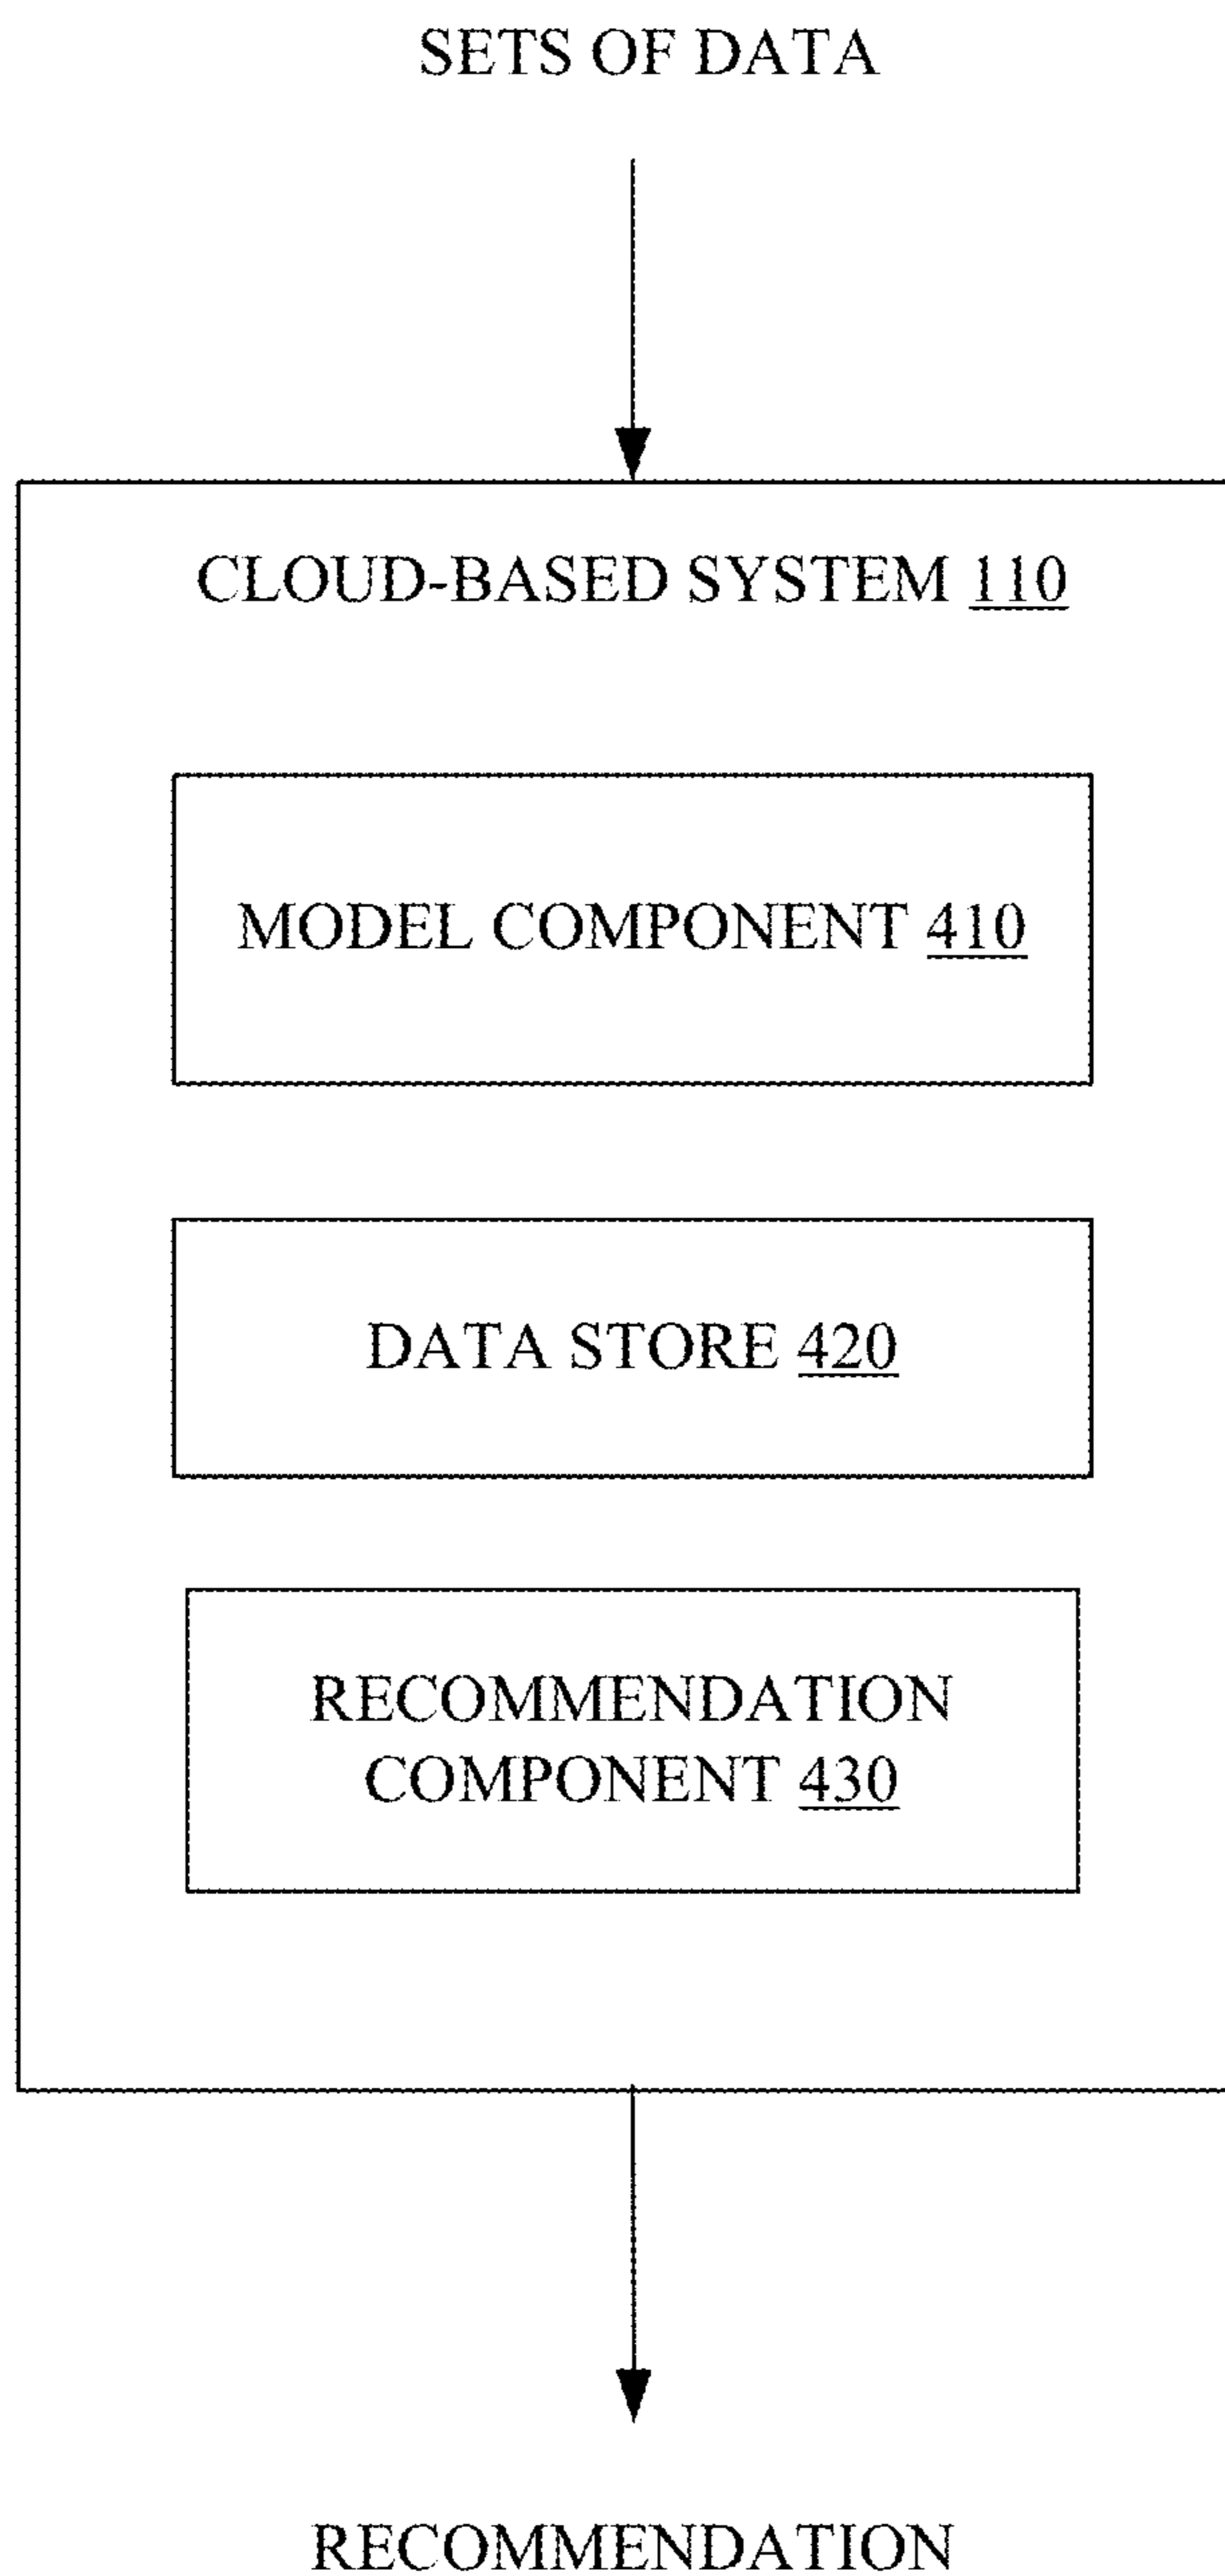 SETS OF DATA
CLOUD-BASED SYSTEM 110
MODEL COMPONENT 410
DATA STORE 420
RECOMMENDATION
COMPONENT 430
RECOMMENDATION